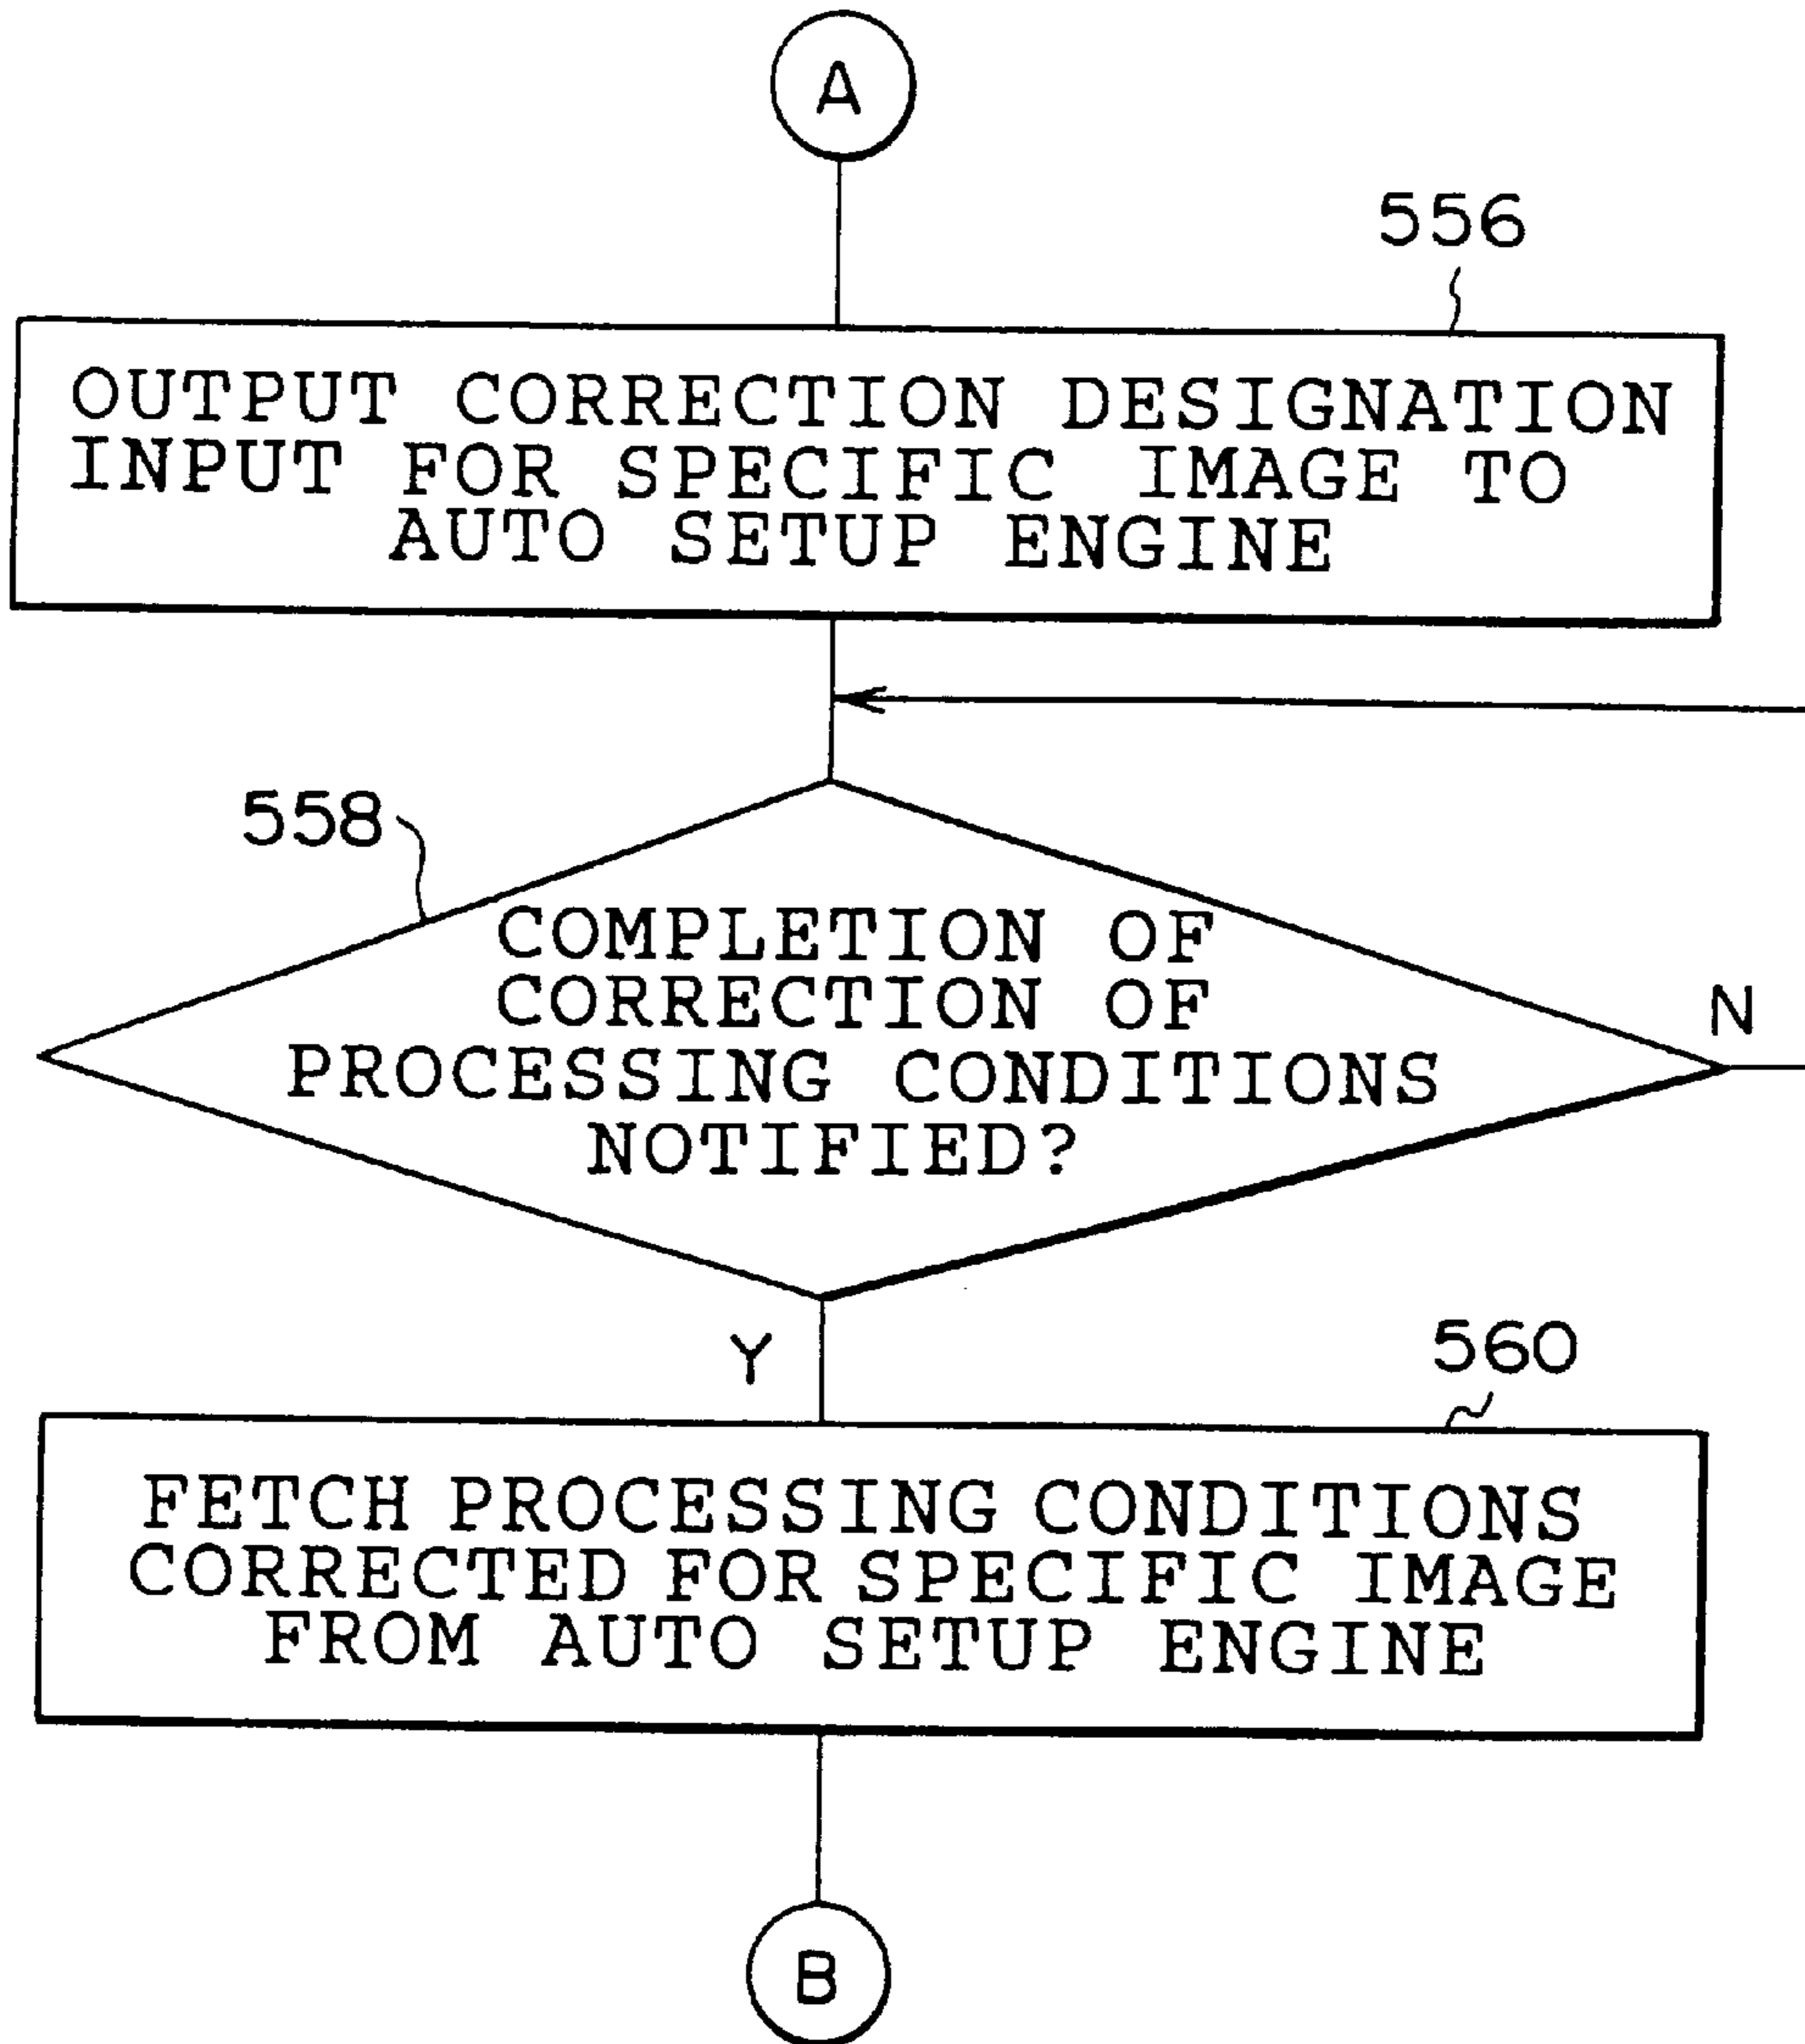 A
556
OUTPUT CORRECTION DESIGNATION
INPUT FOR SPECIFIC IMAGE TO
AUTO SETUP ENGINE
558
COMPLETION OF
CORRECTION OF
PROCESSING CONDITIONS
NOTIFIED?
N
Y
560
FETCH PROCESSING CONDITIONS
CORRECTED FOR SPECIFIC IMAGE
FROM AUTO SETUP ENGINE
B